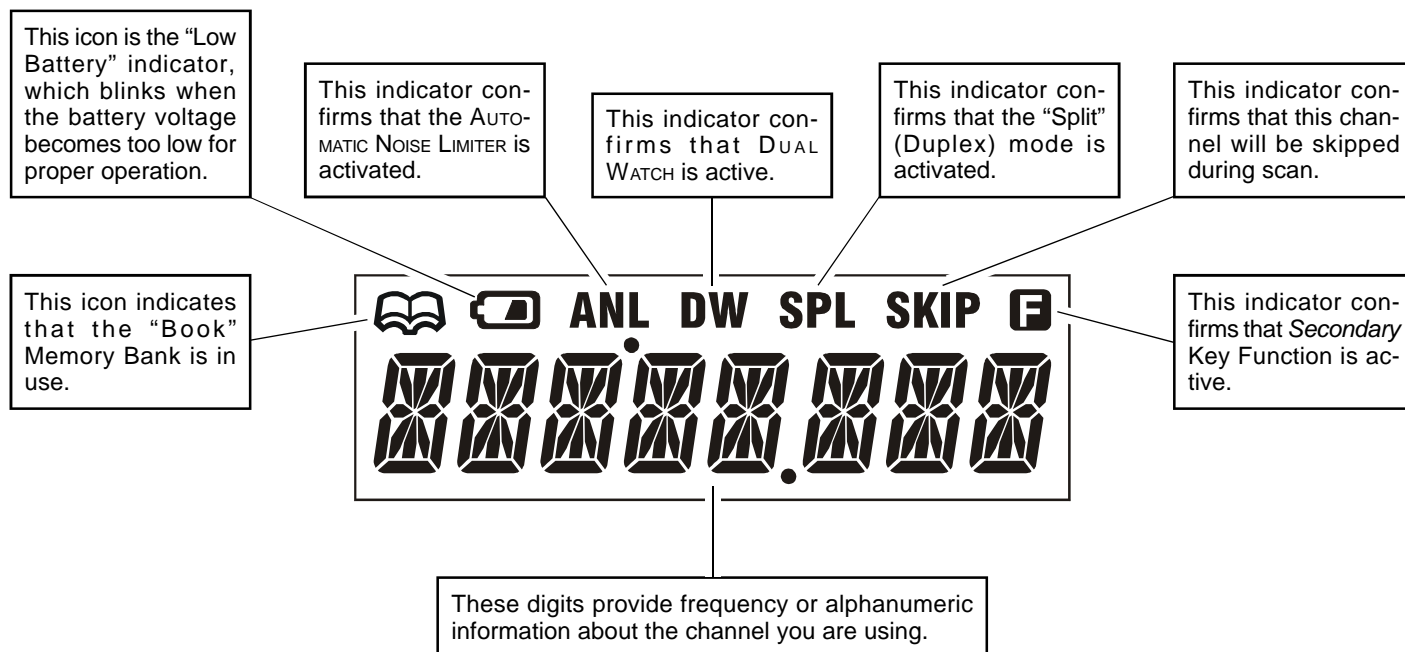 This icon is the “Low
Battery” indicator,
which blinks when
the battery voltage
becomes too low for
proper operation.
This indicator con-
firms that the AUTO-
MATIC NOISE LIMITER is
activated.
This indicator con-
firms that DUAL
WATCH is active.
This indicator con-
firms that the “Split”
(Duplex) mode is
activated.
This indicator con-
firms that this chan-
nel will be skipped
during scan.
This icon indicates
that the “Book”
Memory Bank is in
use.
ANL DW SPL SKIP F
This indicator con-
firms that Secondary
Key Function is ac-
tive.
These digits provide frequency or alphanumeric
information about the channel you are using.